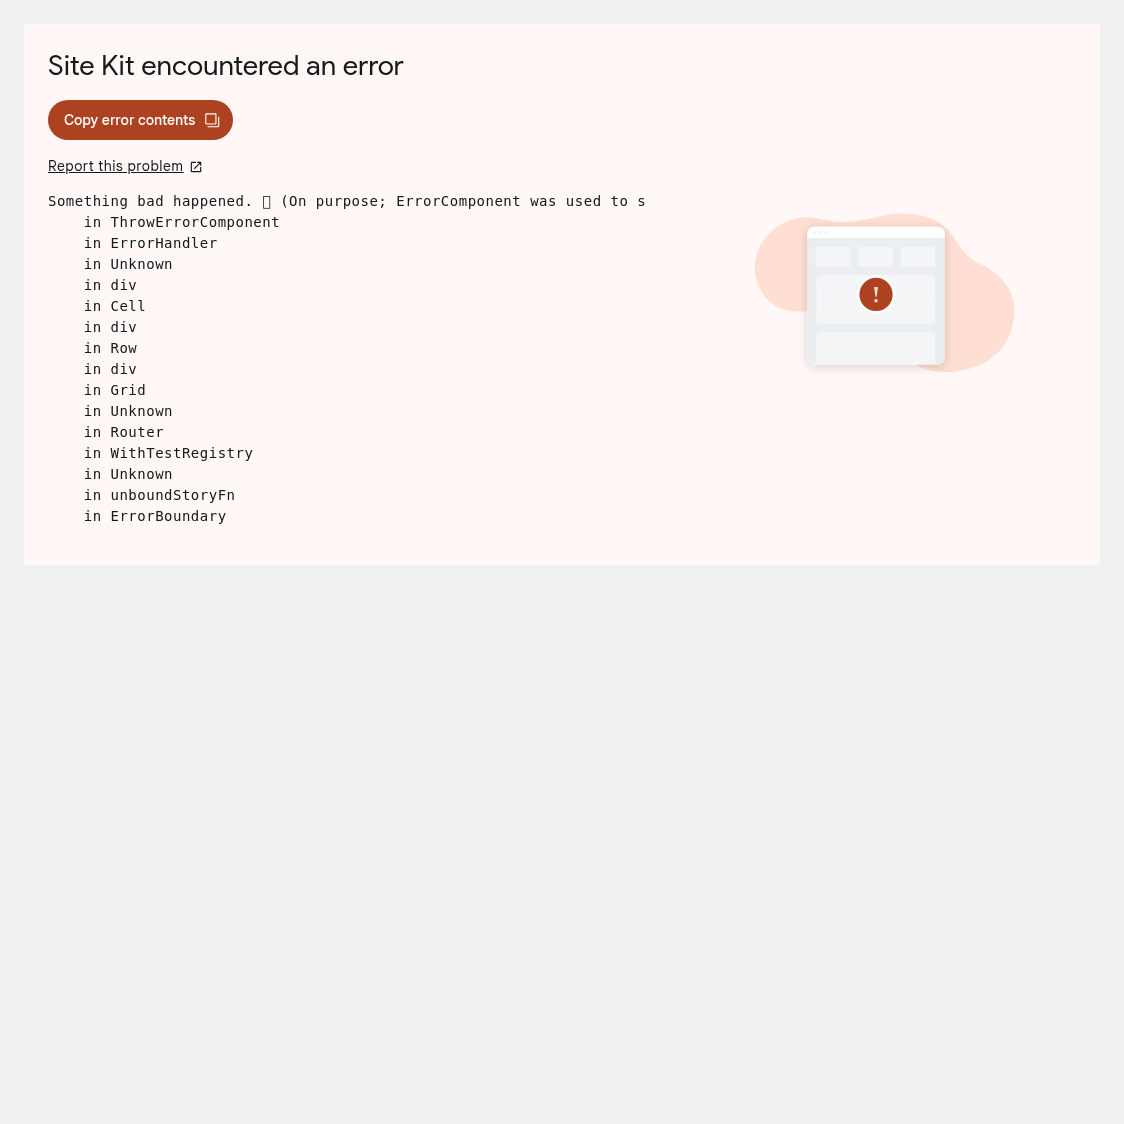 Site Kit encountered an error
Copy error contents
Report this problem
Something bad happened. (On purpose; ErrorComponent was used to s
in ThrowErrorComponent
in ErrorHandler
in Unknown
in div
in Cell
in div
in Row
in div
in Grid
in Unknown
in Router
in WithTestRegistry
in Unknown
in unboundStoryFn
in ErrorBoundary